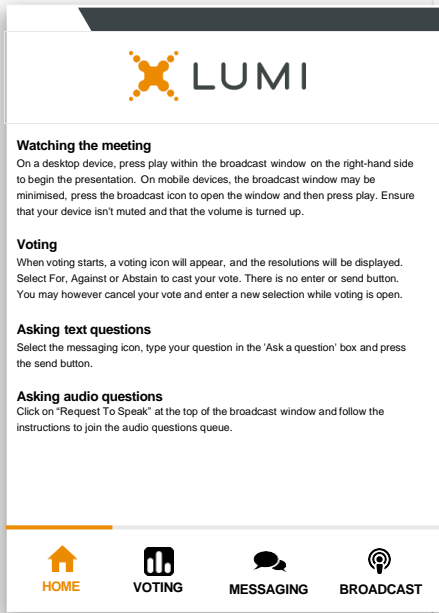 LUMI
Watching the meeting
On a desktop device, press play within the broadcast window on the right-hand side
to begin the presentation. On mobile devices, the broadcast window may be
minimised, press the broadcast icon to open the window and then press play. Ensure
that your device isn't muted and that the volume is turned up.
Voting
When voting starts, a voting icon will appear, and the resolutions will be displayed.
Select For, Against or Abstain to cast your vote. There is no enter or send button.
You may however cancel your vote and enter a new selection while voting is open.
Asking text questions
Select the messaging icon, type your question in the 'Ask a question' box and press
the send button.
Asking audio questions
Click on “Request To Speak” at the top of the broadcast window and follow the
instructions to join the audio questions queue.
HOME VOTING MESSAGING BROADCAST